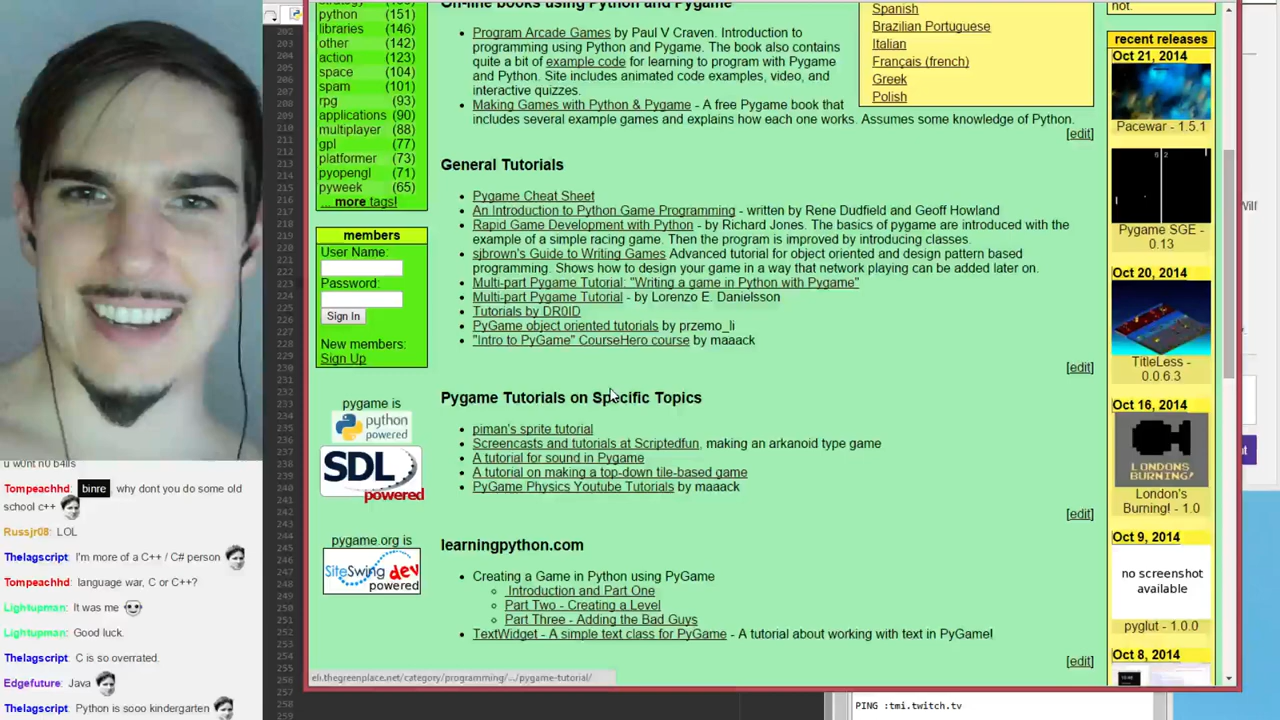 python (151)
libraries (146)
other (142)
action (123)
space (104)
spam (101)
rpg (93)
applications (90)
multiplayer (88)
gpl (77)
platformer (73)
pyopengl (71)
pyweek (65)
... more tags!
members
User Name:
Password:
Sign In
New members:
Sign Up
pygame is
python
powered
SDL
powered
pygame.org is
SiteSwing dev
powered
On-line books using Python and Pygame
Program Arcade Games by Paul V Craven. Introduction to
programming using Python and Pygame. The book also contains
quite a bit of example code for learning to program with Pygame
and Python. Site includes animated code examples, video, and
interactive quizzes.
Making Games with Python & Pygame - A free Pygame book that
includes several example games and explains how each one works. Assumes some knowledge of Python.
[edit]
Spanish
Brazilian Portuguese
Italian
Français (french)
Greek
Polish
General Tutorials
Pygame Cheat Sheet
An Introduction to Python Game Programming - written by Rene Dudfield and Geoff Howland
Rapid Game Development with Python - by Richard Jones. The basics of pygame are introduced with the
example of a simple racing game. Then the program is improved by introducing classes.
sjbrown's Guide to Writing Games Advanced tutorial for object oriented and design pattern based
programming. Shows how to design your game in a way that network playing can be added later on.
Multi-part Pygame Tutorial: "Writing a game in Python with Pygame"
Multi-part Pygame Tutorial - by Lorenzo E. Danielsson
Tutorials by DR0ID
PyGame object oriented tutorials by przemo_li
"Intro to PyGame" CourseHero course by maaack
[edit]
Pygame Tutorials on Specific Topics
piman's sprite tutorial
Screencasts and tutorials at Scriptedfun, making an arkanoid type game
A tutorial for sound in Pygame
A tutorial on making a top-down tile-based game
PyGame Physics Youtube Tutorials by maaack
[edit]
learningpython.com
Creating a Game in Python using PyGame
Introduction and Part One
Part Two - Creating a Level
Part Three - Adding the Bad Guys
TextWidget - A simple text class for PyGame - A tutorial about working with text in PyGame!
[edit]
eli.thegreenplace.net/category/programming/.../pygame-tutorial/
not.
recent releases
Oct 21, 2014
Pacewar - 1.5.1
Pygame SGE -
0.13
Oct 20, 2014
TitleLess -
0.0.6.3
Oct 16, 2014
LONDONS
BURNING!
London's
Burning! - 1.0
Oct 9, 2014
no screenshot
available
pyglut - 1.0.0
Oct 8, 2014
u wont no balls
Tompeachhd: binre why dont you do some old
school c++
Russjr08: LOL
Thelagscript: I'm more of a C++ / C# person
Tompeachhd: language war, C or C++?
Lightupman: It was me
Lightupman: Good luck.
Thelagscript: C is so overrated.
Edgefuture: Java
Thelagscript: Python is sooo kindergarten
PING :tmi.twitch.tv